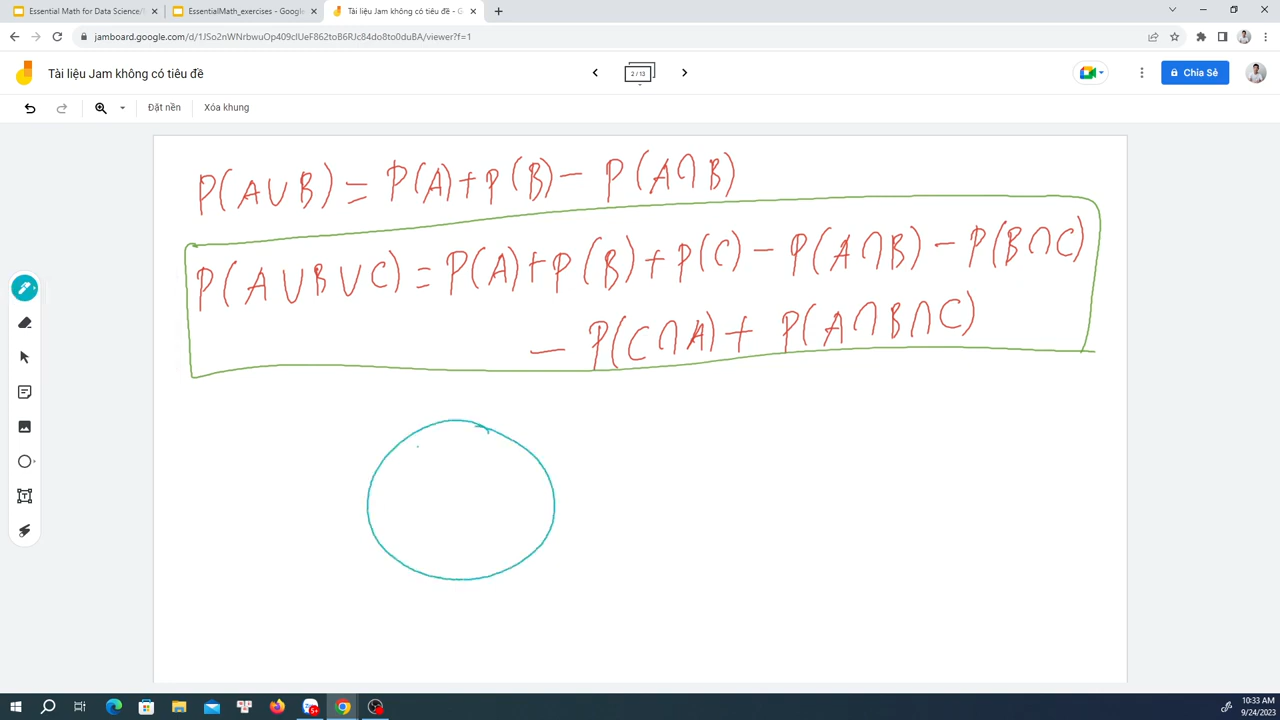 Essential Math for Data Science/
EssentialMath_exercises - Google
Tài liệu Jam không có tiêu đề - G
jamboard.google.com/d/1JSo2nWNrbwuOp409cIUeF862toB6RJc84do8to0duBA/viewer?f=1
Tài liệu Jam không có tiêu đề
2 / 13
Chia Sẻ
Đặt nền
Xóa khung
P(A∪B) = P(A)+P(B) – P(A∩B)
P(A∪B∪C) = P(A)+P(B)+P(C) – P(A∩B) – P(B∩C)
– P(C∩A) + P(A∩B∩C)
5+
10:33 AM
9/24/2023